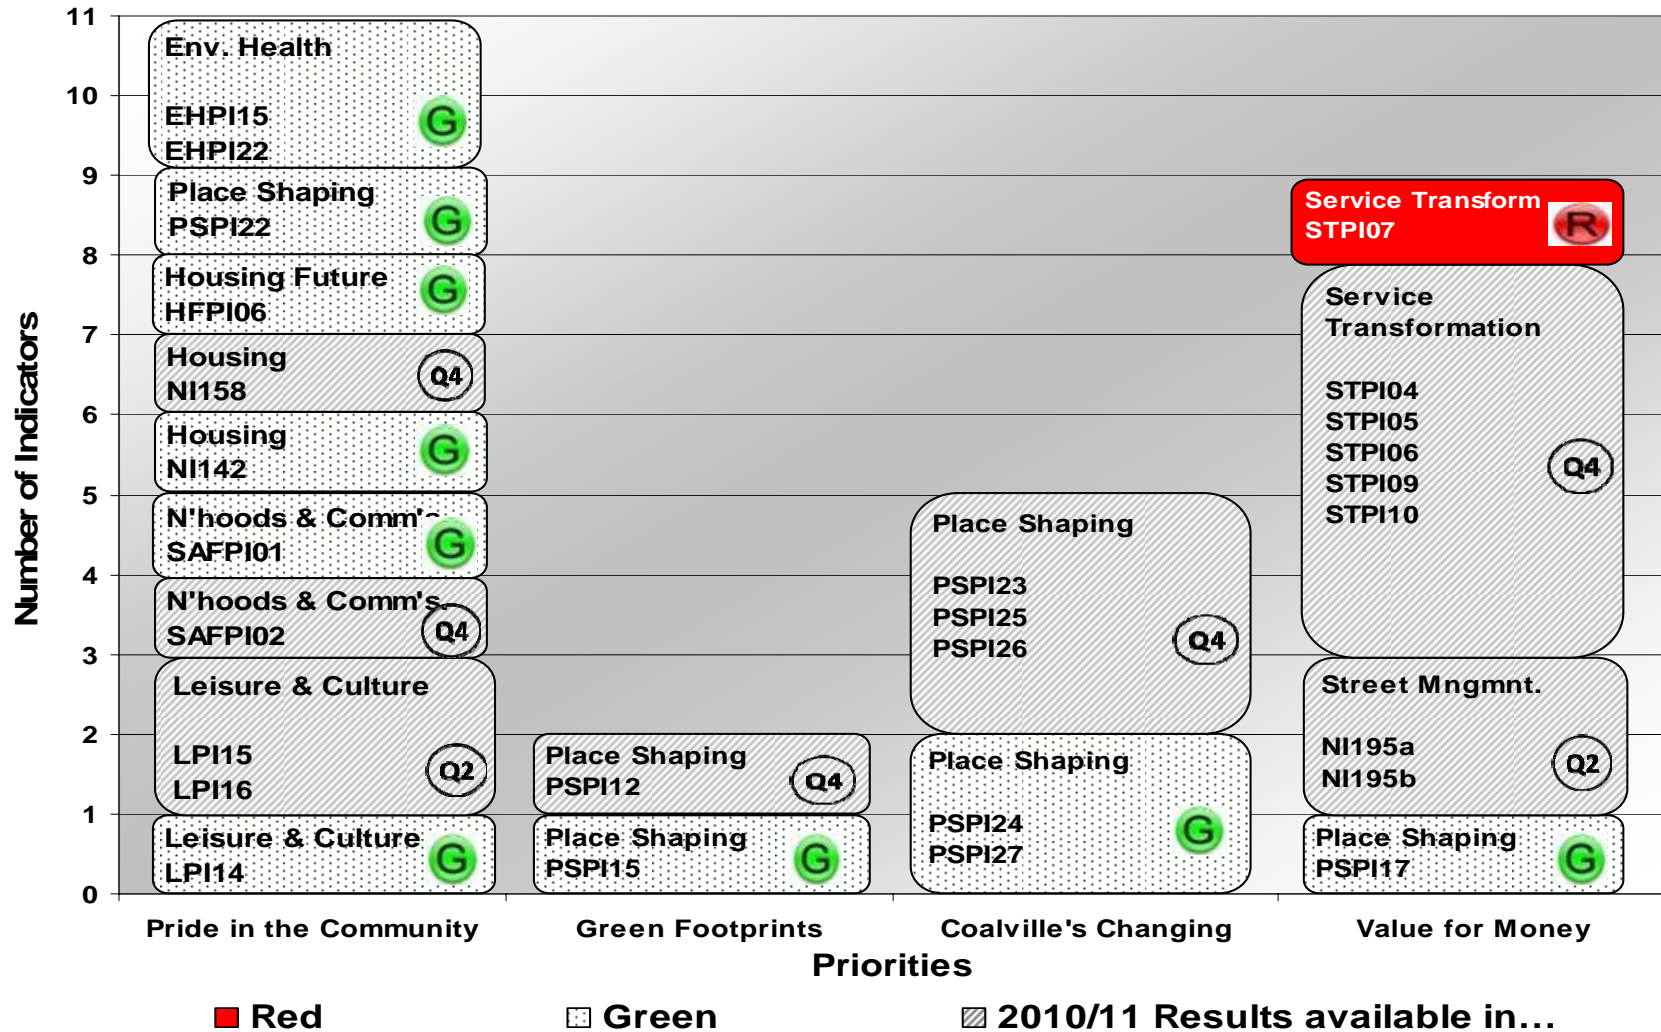 Number of Indicators
11
10
9
8
7
6
5
4
3
2
1
0
Env. Health
EHPI15
EHPI22
G
Place Shaping
PSPI22
G
Housing Future
HFPI06
G
Housing
NI158
Q4
Housing
NI142
G
N'hoods & Comm's
SAFPI01
G
N'hoods & Comm's.
SAFPI02
Q4
Leisure & Culture
LPI15
LPI16
Q2
Leisure & Culture
LPI14
G
Place Shaping
PSPI12
Q4
Place Shaping
PSPI15
G
Place Shaping
PSPI23
PSPI25
PSPI26
Q4
Place Shaping
PSPI24
PSPI27
G
Service Transform
STPI07
R
Service
Transformation
STPI04
STPI05
STPI06
STPI09
STPI10
Q4
Street Mngmnt.
NI195a
NI195b
Q2
Place Shaping
PSPI17
G
Pride in the Community
Green Footprints
Coalville's Changing
Value for Money
Priorities
Red
Green
2010/11 Results available in...